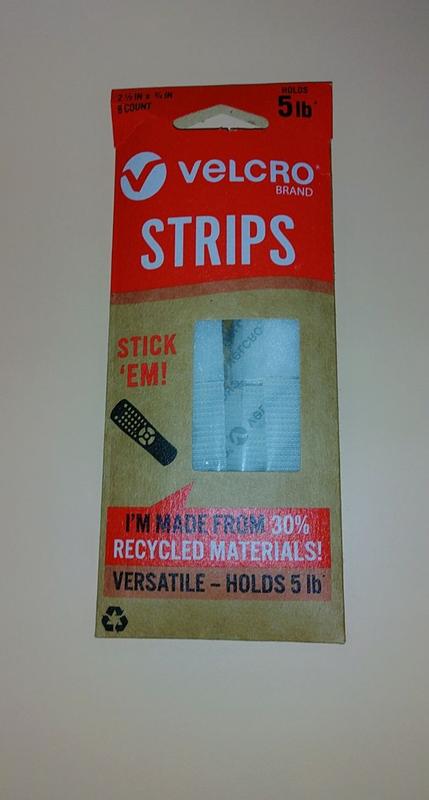 2 ½ IN x ¾ IN
HOLDS
5 lb*
COUNT
VELCRO®
BRAND
STRIPS
STICK
'EM!
VELCRO
I'M MADE FROM 30%
RECYCLED MATERIALS!
VERSATILE – HOLDS 5 lb*